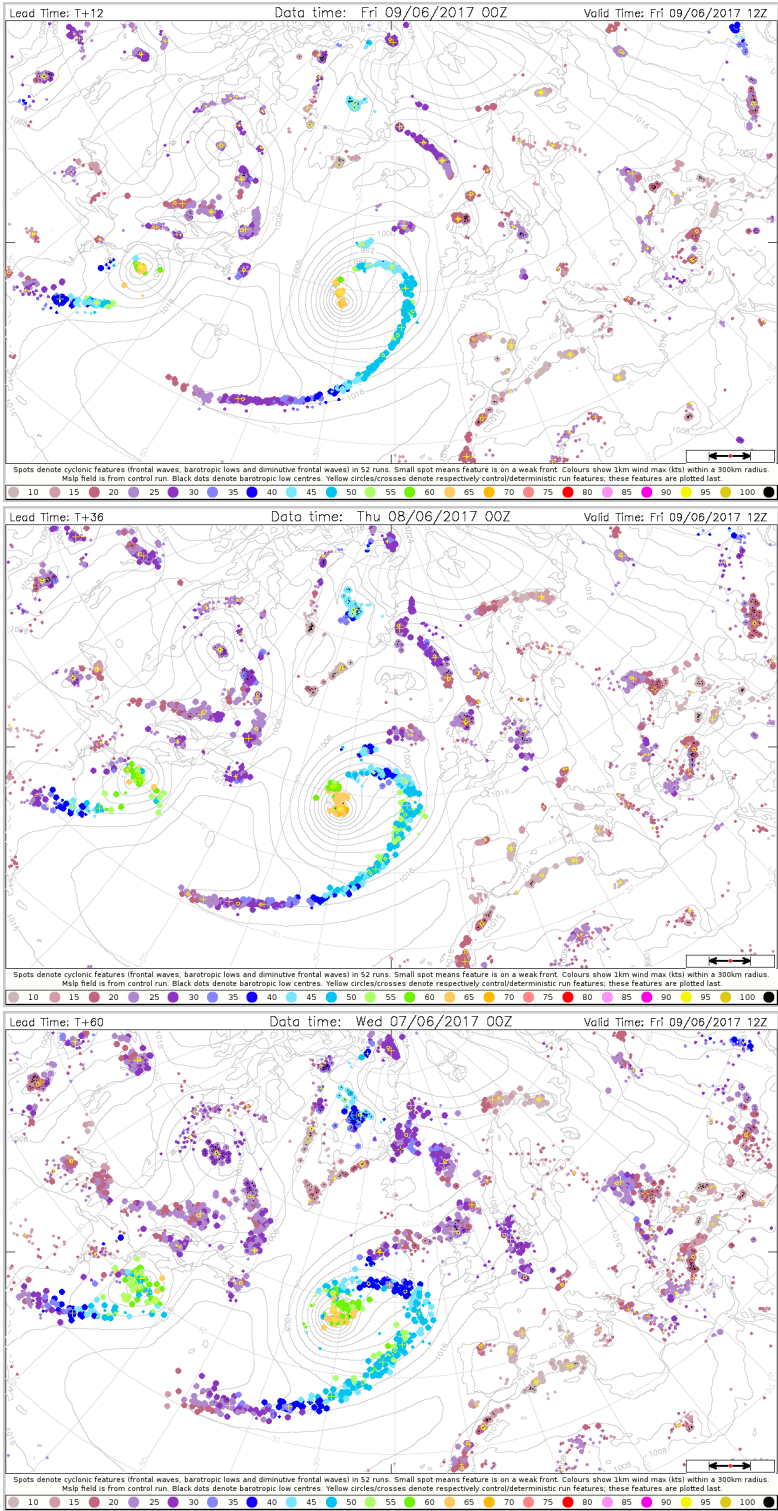 Lead Time: T+12 Data time: Fri 09/06/2017 00Z Valid Time: Fri 09/06/2017 12Z
Spots denote cyclonic features (frontal waves, barotropic lows and diminutive frontal waves) in 52 runs. Small spot means feature is on a weak front. Colours show 1km wind max (kts) within a 300km radius.
Mslp field is from control run. Black dots denote barotropic low centres. Yellow circles/crosses denote respectively control/deterministic run features; these features are plotted last.
10 15 20 25 30 35 40 45 50 55 60 65 70 75 80 85 90 95 100
Lead Time: T+36 Data time: Thu 08/06/2017 00Z Valid Time: Fri 09/06/2017 12Z
Spots denote cyclonic features (frontal waves, barotropic lows and diminutive frontal waves) in 52 runs. Small spot means feature is on a weak front. Colours show 1km wind max (kts) within a 300km radius.
Mslp field is from control run. Black dots denote barotropic low centres. Yellow circles/crosses denote respectively control/deterministic run features; these features are plotted last.
10 15 20 25 30 35 40 45 50 55 60 65 70 75 80 85 90 95 100
Lead Time: T+60 Data time: Wed 07/06/2017 00Z Valid Time: Fri 09/06/2017 12Z
Spots denote cyclonic features (frontal waves, barotropic lows and diminutive frontal waves) in 52 runs. Small spot means feature is on a weak front. Colours show 1km wind max (kts) within a 300km radius.
Mslp field is from control run. Black dots denote barotropic low centres. Yellow circles/crosses denote respectively control/deterministic run features; these features are plotted last.
10 15 20 25 30 35 40 45 50 55 60 65 70 75 80 85 90 95 100